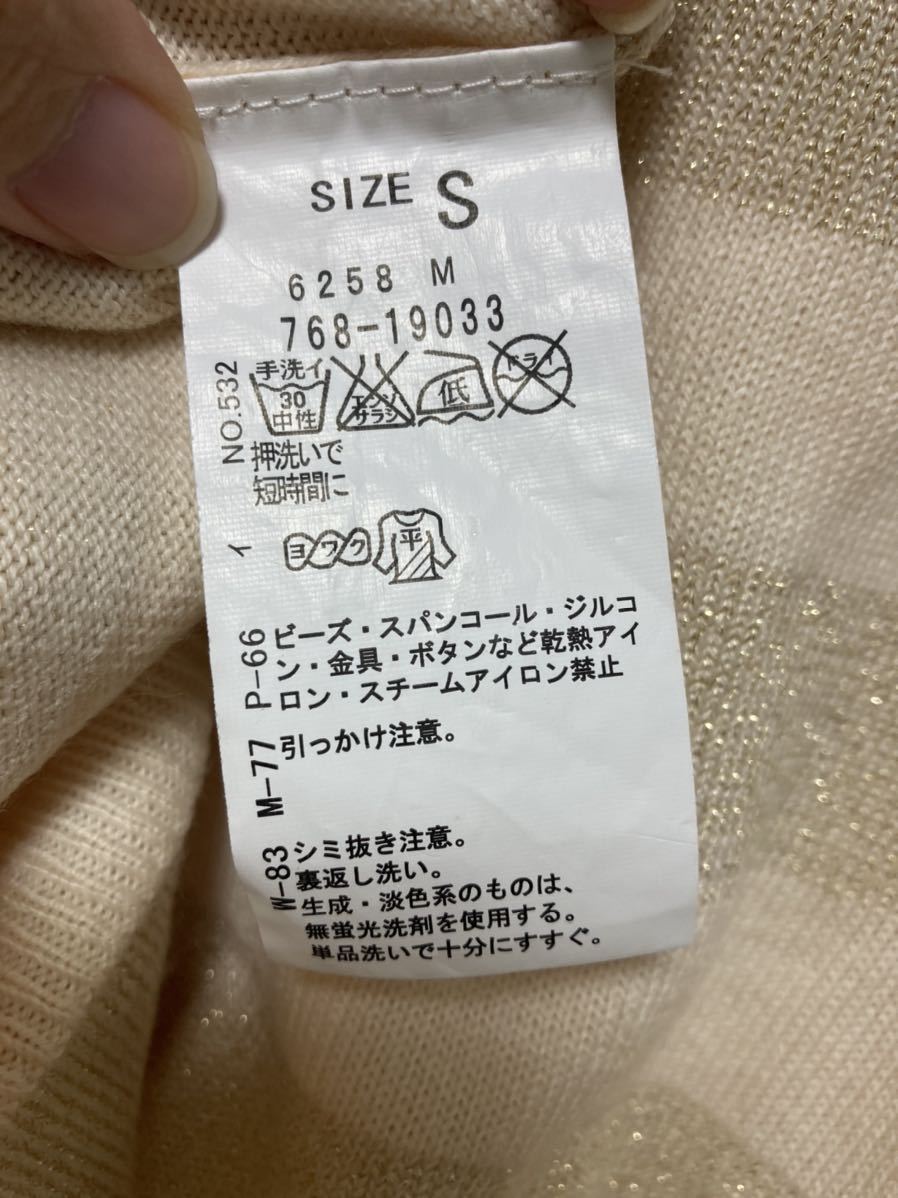 SIZE S
6258 M
768-19033
NO.532
手洗イ
30
中性
エンソ
サラシ
低
ドライ
押洗いで
短時間に
イ
ヨワク
平
P-66
ビーズ・スパンコール・ジルコ
ン・金具・ボタンなど乾熱アイ
ロン・スチームアイロン禁止
M-77
引っかけ注意。
W-83
シミ抜き注意。
裏返し洗い。
生成・淡色系のものは、
無蛍光洗剤を使用する。
単品洗いで十分にすすぐ。